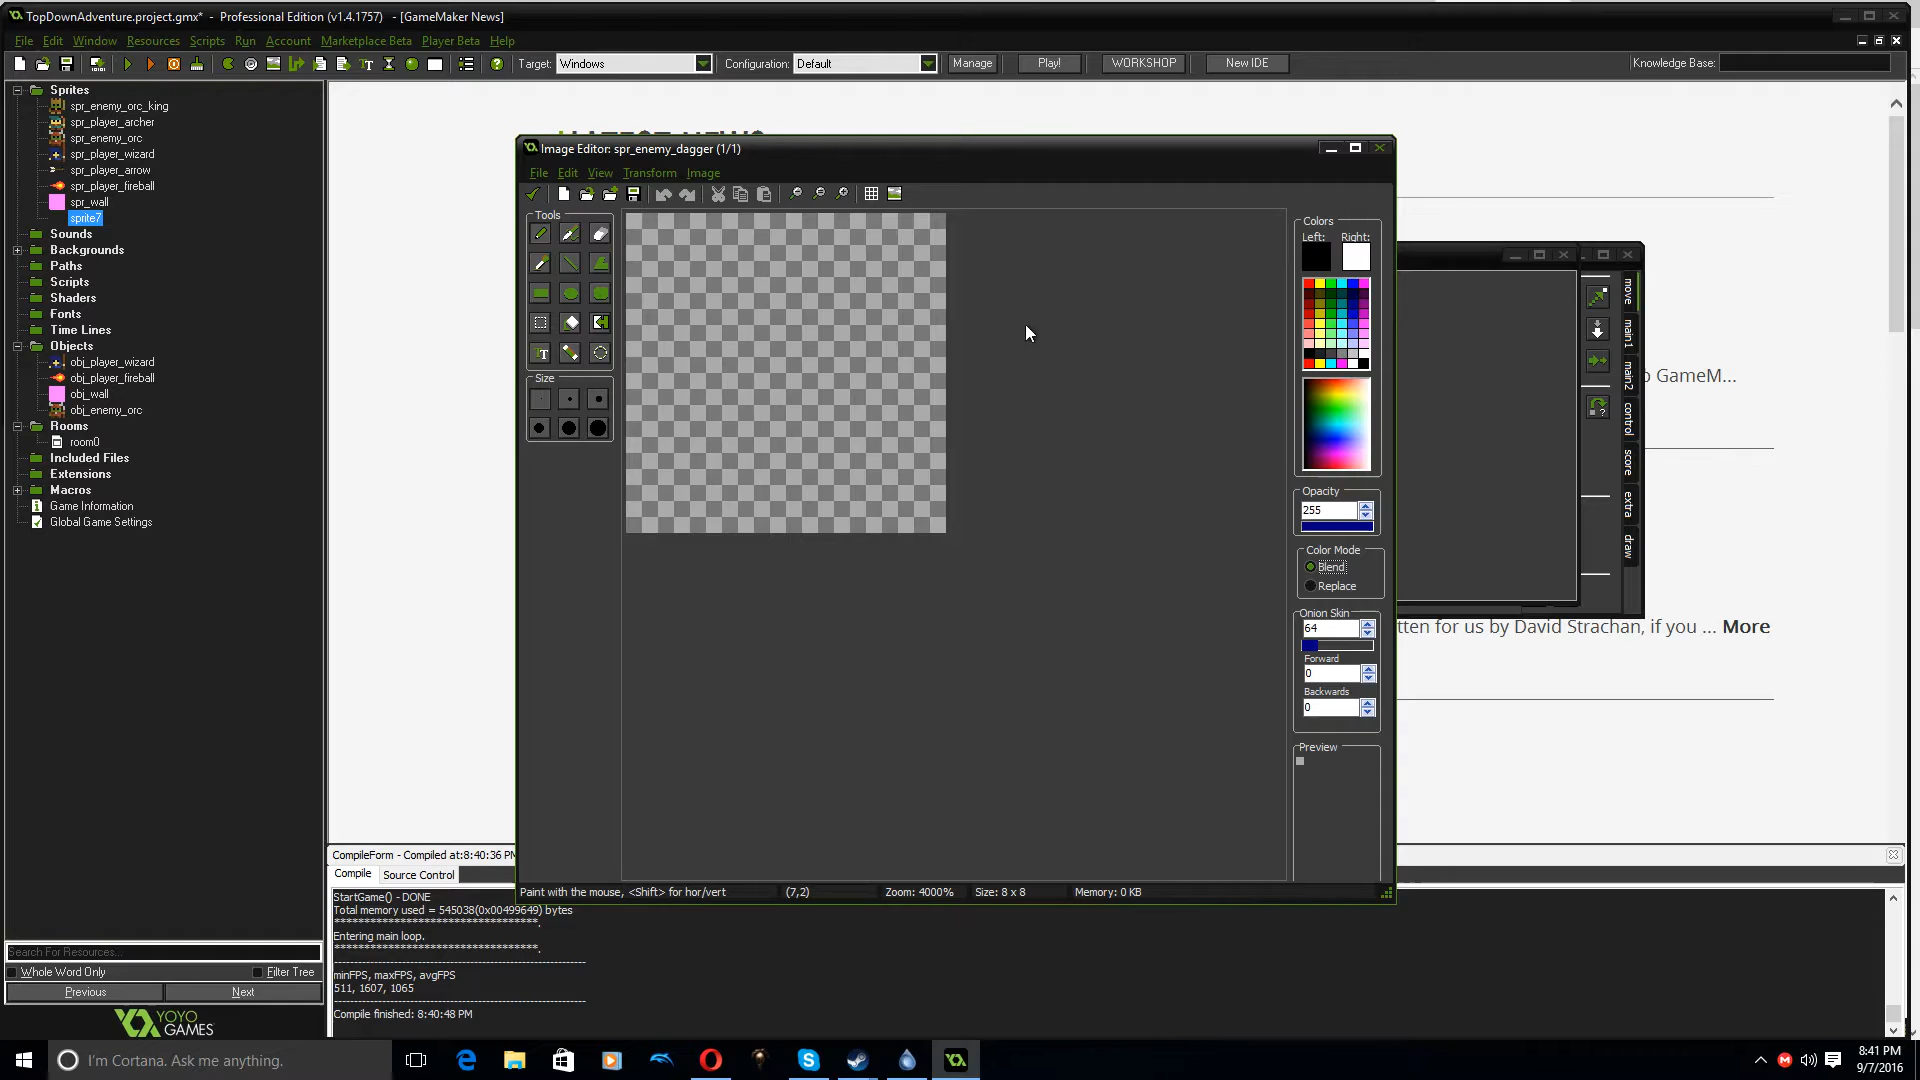 TopDownAdventure.project.gmx* - Professional Edition (v1.4.1757) - [GameMaker News]
File Edit Window Resources Scripts Run Account Marketplace Beta Player Beta Help
Target: Windows Configuration: Default Manage Play! WORKSHOP New IDE Knowledge Base:
Sprites
spr_enemy_orc_king
spr_player_archer
spr_enemy_orc
spr_player_wizard
spr_player_arrow
spr_player_fireball
spr_wall
sprite7
Sounds
Backgrounds
Paths
Scripts
Shaders
Fonts
Time Lines
Objects
obj_player_wizard
obj_player_fireball
obj_wall
obj_enemy_orc
Rooms
room0
Included Files
Extensions
Macros
Game Information
Global Game Settings
Search For Resources...
Whole Word Only Filter Tree
Previous Next
YOYO
GAMES
Image Editor: spr_enemy_dagger (1/1)
File Edit View Transform Image
Tools
Size
Colors
Left: Right:
Opacity
255
Color Mode
Blend
Replace
Onion Skin
64
Forward
0
Backwards
0
Preview
Paint with the mouse, <Shift> for hor/vert (7,2) Zoom: 4000% Size: 8 x 8 Memory: 0 KB
move
main1
main2
control
score
extra
draw
GameM...
tten for us by David Strachan, if you ... More
CompileForm - Compiled at:8:40:36 PM
Compile Source Control
StartGame() - DONE
Total memory used = 545038(0x00499649) bytes
**********************************.
Entering main loop.
**********************************.
minFPS, maxFPS, avgFPS
511, 1607, 1065
Compile finished: 8:40:48 PM
I'm Cortana. Ask me anything.
8:41 PM
9/7/2016